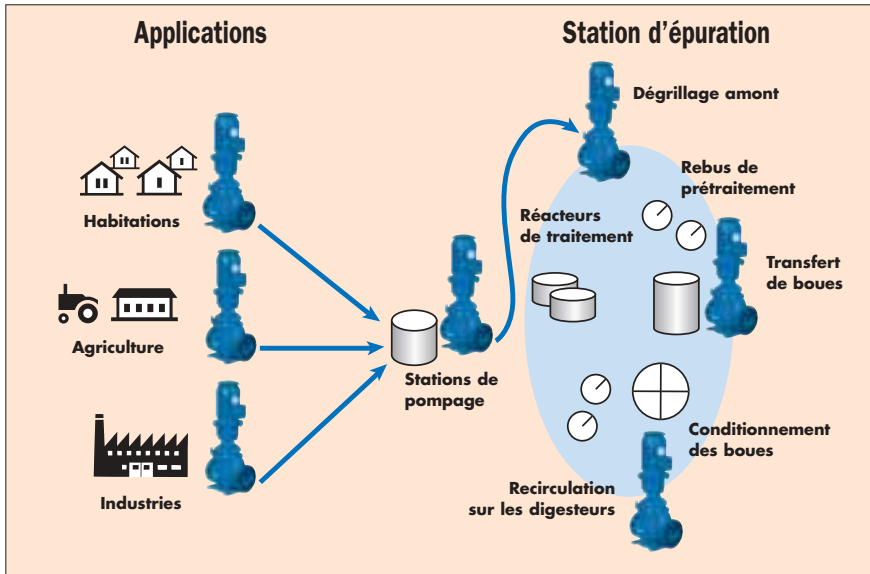 Applications
Station d'épuration
Dégrillage amont
Rebus de
prétraitement
Habitations
Réacteurs
de traitement
Transfert
de boues
Agriculture
Stations de
pompage
Conditionnement
des boues
Industries
Recirculation
sur les digesteurs